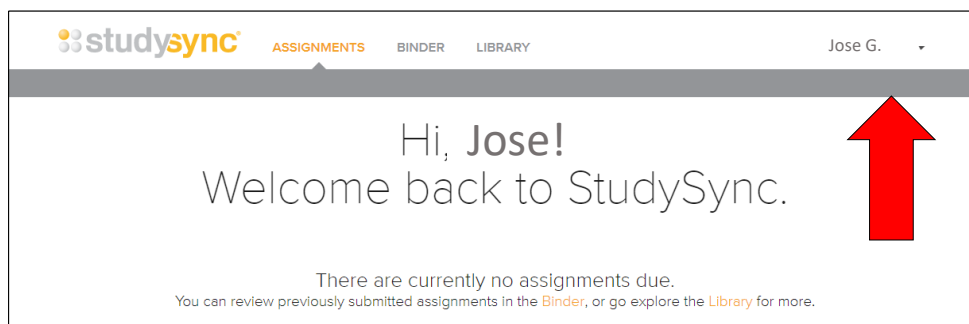 studysync ASSIGNMENTS BINDER LIBRARY Jose G.
Hi, Jose!
Welcome back to StudySync.
There are currently no assignments due.
You can review previously submitted assignments in the Binder, or go explore the Library for more.